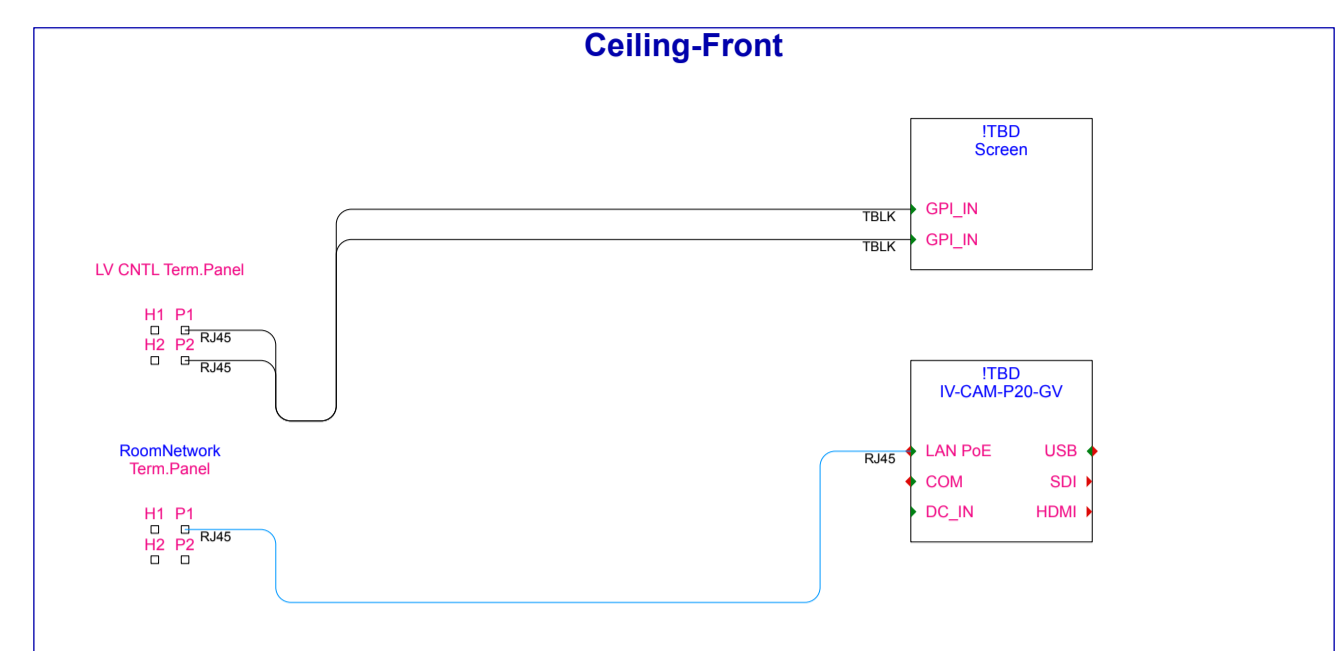 Ceiling-Front
!TBD
Screen
GPI_IN
TBLK
GPI_IN
TBLK
LV CNTL Term.Panel
H1 P1
RJ45
H2 P2
RJ45
!TBD
IV-CAM-P20-GV
RoomNetwork
Term.Panel
LAN PoE USB
RJ45
COM SDI
DC_IN HDMI
H1 P1
RJ45
H2 P2